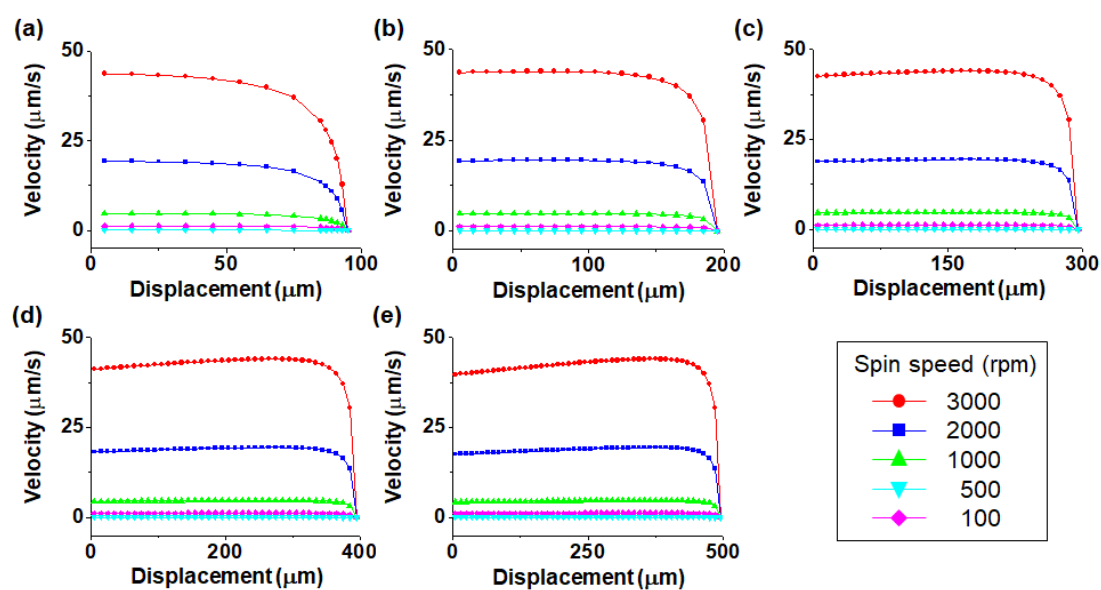 (a)
50
25
0
Velocity (μm/s)
0 50 100
Displacement (μm)
(b)
50
25
0
Velocity (μm/s)
0 100 200
Displacement (μm)
(c)
50
25
0
Velocity (μm/s)
0 150 300
Displacement (μm)
(d)
50
25
0
Velocity (μm/s)
0 200 400
Displacement (μm)
(e)
50
25
0
Velocity (μm/s)
0 250 500
Displacement (μm)
Spin speed (rpm)
3000
2000
1000
500
100